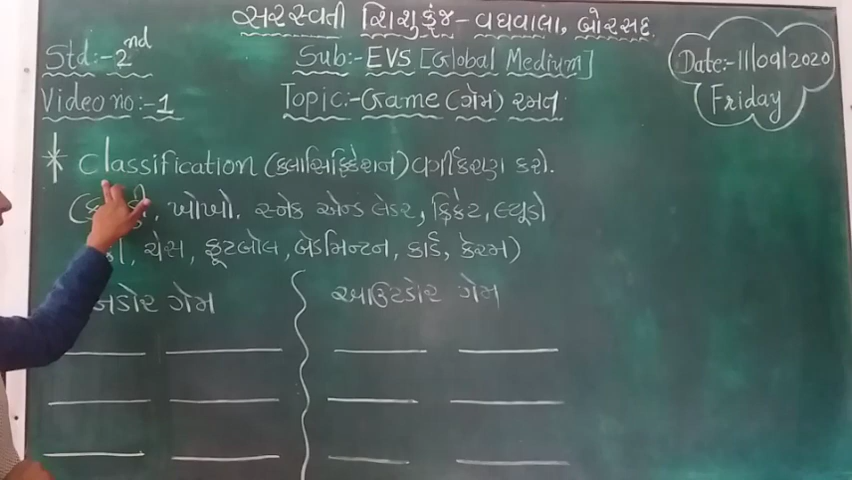 સરસ્વતી શિશુકુંજ - વઘવાલા, બોરસદ
Std:- 2nd
Sub:- EVS [Global Medium]
Date:- 11/09/2020
Friday
Video no:- 1
Topic:- Game (ગેમ) રમત
* Classification (ક્લાસિફિકેશન) વર્ગીકરણ કરો.
ખોખો, સ્નેક એન્ડ લેડર, ક્રિકેટ, લ્યુડો
ચેસ, ફૂટબોલ, બેડમિન્ટન, કાર્ડ, કેરમ)
ગેમ
આઉટડોર ગેમ